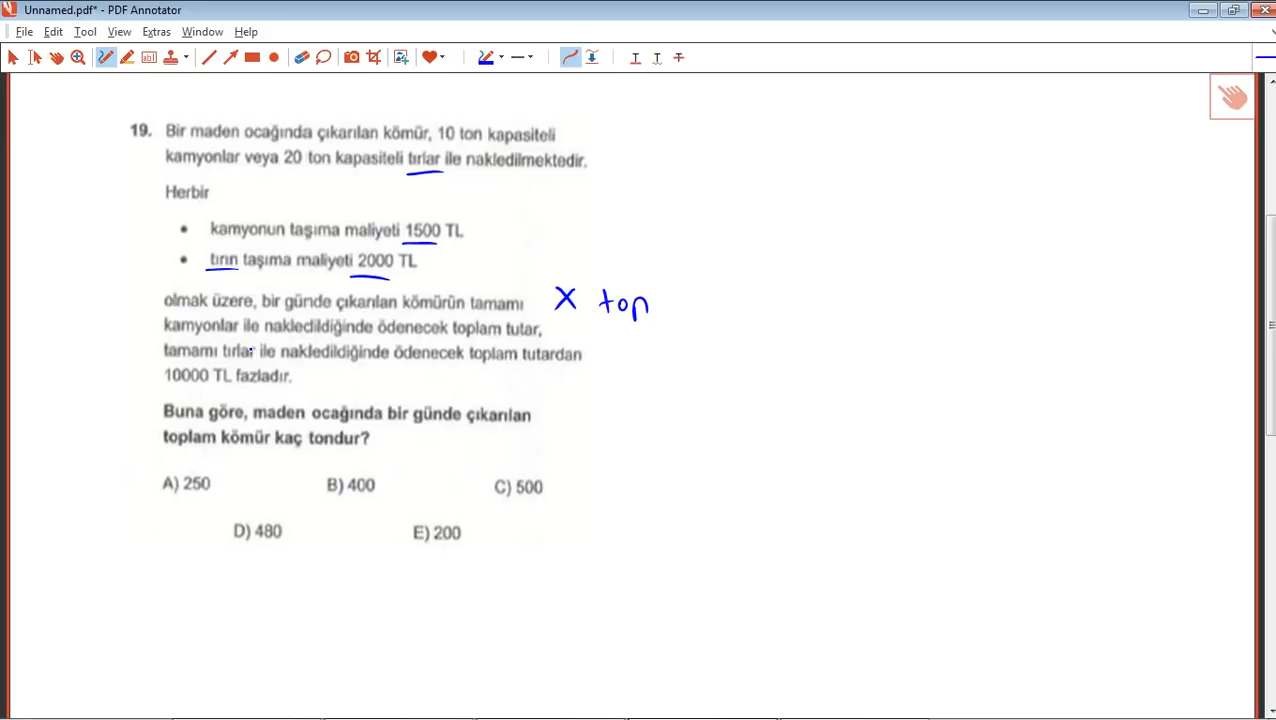 Unnamed.pdf* - PDF Annotator
File Edit Tool View Extras Window Help
19. Bir maden ocağında çıkarılan kömür, 10 ton kapasiteli
kamyonlar veya 20 ton kapasiteli tırlar ile nakledilmektedir.
Herbir
• kamyonun taşıma maliyeti 1500 TL
• tırın taşıma maliyeti 2000 TL
olmak üzere, bir günde çıkarılan kömürün tamamı
kamyonlar ile nakledildiğinde ödenecek toplam tutar,
tamamı tırlar ile nakledildiğinde ödenecek toplam tutardan
10000 TL fazladır.
x ton
Buna göre, maden ocağında bir günde çıkarılan
toplam kömür kaç tondur?
A) 250 B) 400 C) 500
D) 480 E) 200